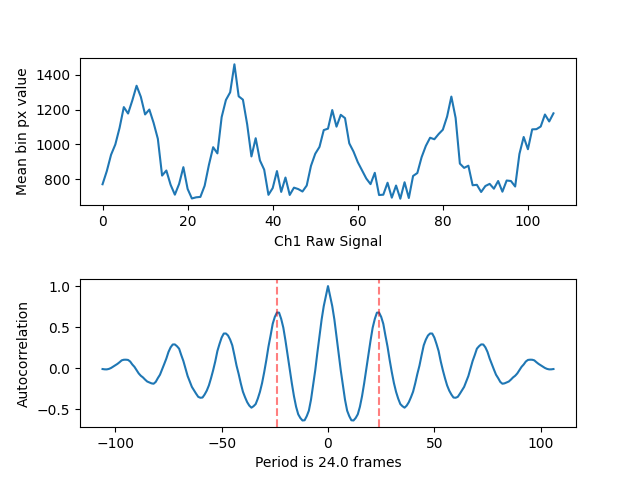 Mean bin px value
1400
1200
1000
800
0 20 40 60 80 100
Ch1 Raw Signal
Autocorrelation
1.0
0.5
0.0
−0.5
−100 −50 0 50 100
Period is 24.0 frames